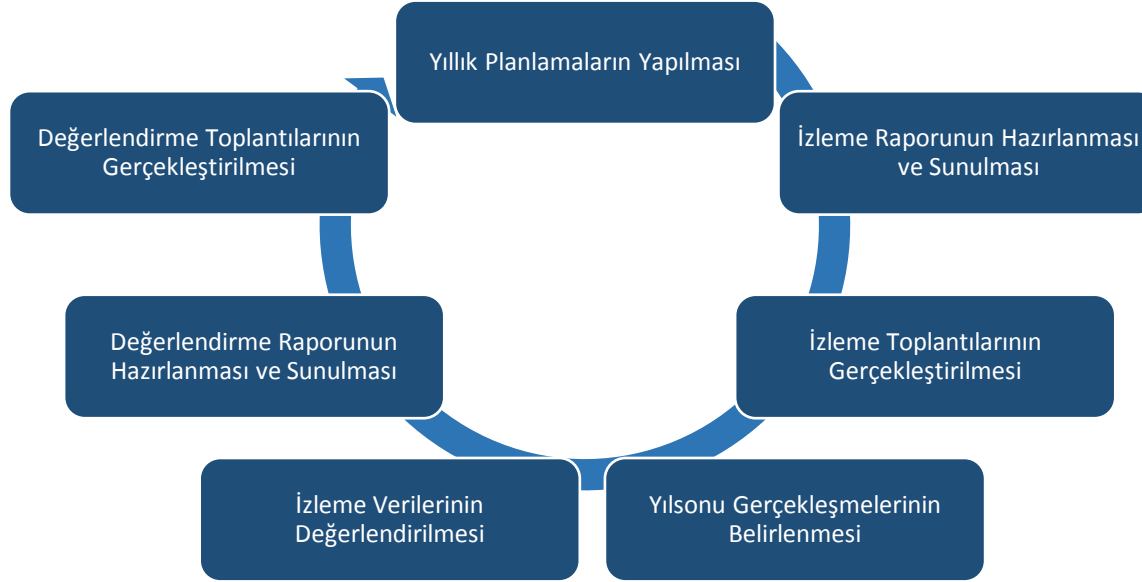 Yıllık Planlamaların Yapılması
İzleme Raporunun Hazırlanması
ve Sunulması
İzleme Toplantılarının
Gerçekleştirilmesi
Yılsonu Gerçekleşmelerinin
Belirlenmesi
İzleme Verilerinin
Değerlendirilmesi
Değerlendirme Raporunun
Hazırlanması ve Sunulması
Değerlendirme Toplantılarının
Gerçekleştirilmesi